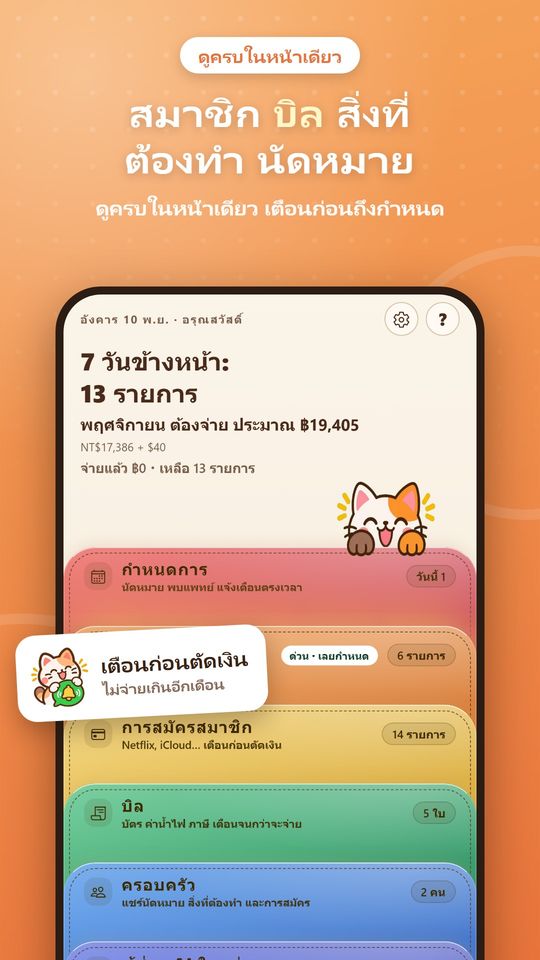 ดูครบในหน้าเดียว
สมาชิก บิล สิ่งที่
ต้องทำ นัดหมาย
ดูครบในหน้าเดียว เตือนก่อนถึงกำหนด
อังคาร 10 พ.ย. · อรุณสวัสดิ์
?
7 วันข้างหน้า:
13 รายการ
พฤศจิกายน ต้องจ่าย ประมาณ ฿19,405
NT$17,386 + $40
จ่ายแล้ว ฿0 · เหลือ 13 รายการ
กำหนดการ
นัดหมาย พบแพทย์ แจ้งเตือนตรงเวลา
วันนี้ 1
ด่วน · เลยกำหนด
6 รายการ
เตือนก่อนตัดเงิน
ไม่จ่ายเกินอีกเดือน
การสมัครสมาชิก
Netflix, iCloud... เตือนก่อนตัดเงิน
14 รายการ
บิล
บัตร ค่าน้ำไฟ ภาษี เตือนจนกว่าจะจ่าย
5 ใบ
ครอบครัว
แชร์นัดหมาย สิ่งที่ต้องทำ และการสมัคร
2 คน